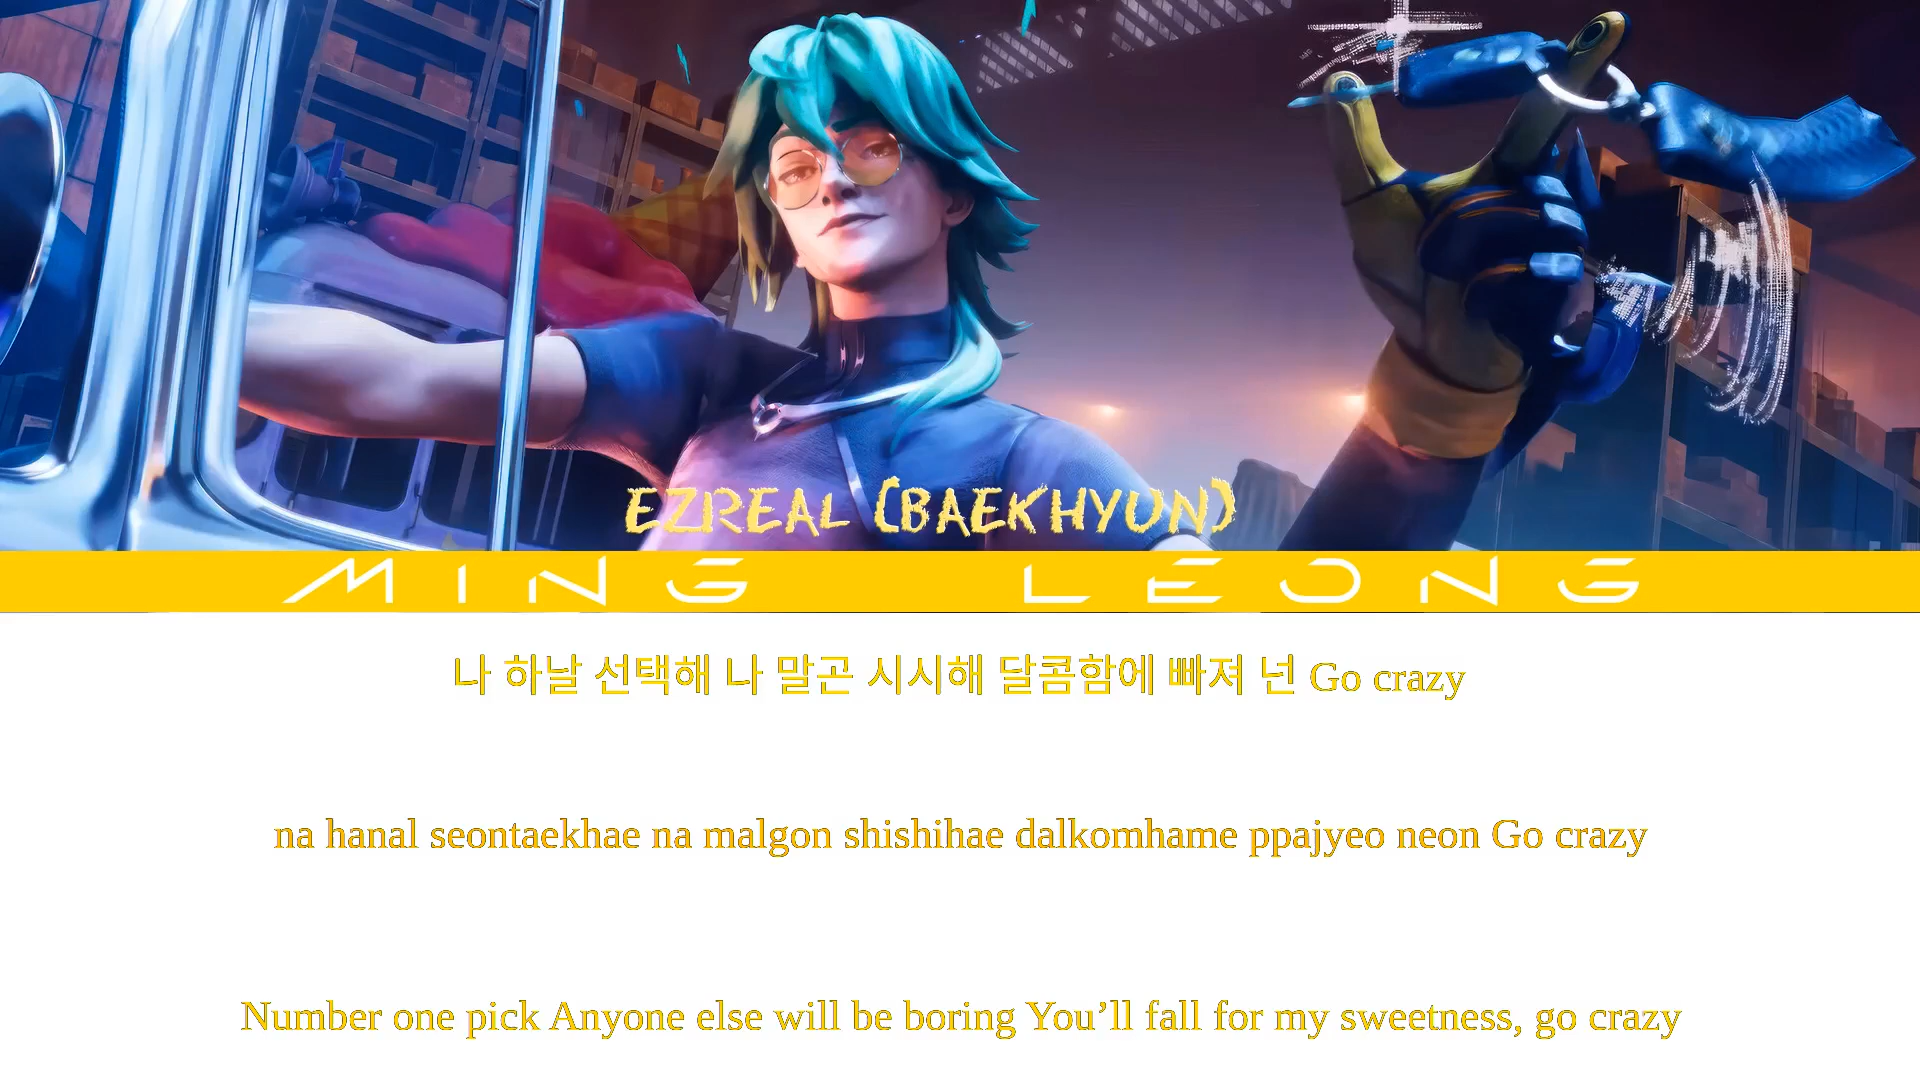 EZREAL (BAEKHYUN)
MING LEONG
나 하날 선택해 나 말곤 시시해 달콤함에 빠져 넌 Go crazy
na hanal seontaekhae na malgon shishihae dalkomhame ppajyeo neon Go crazy
Number one pick Anyone else will be boring You’ll fall for my sweetness, go crazy